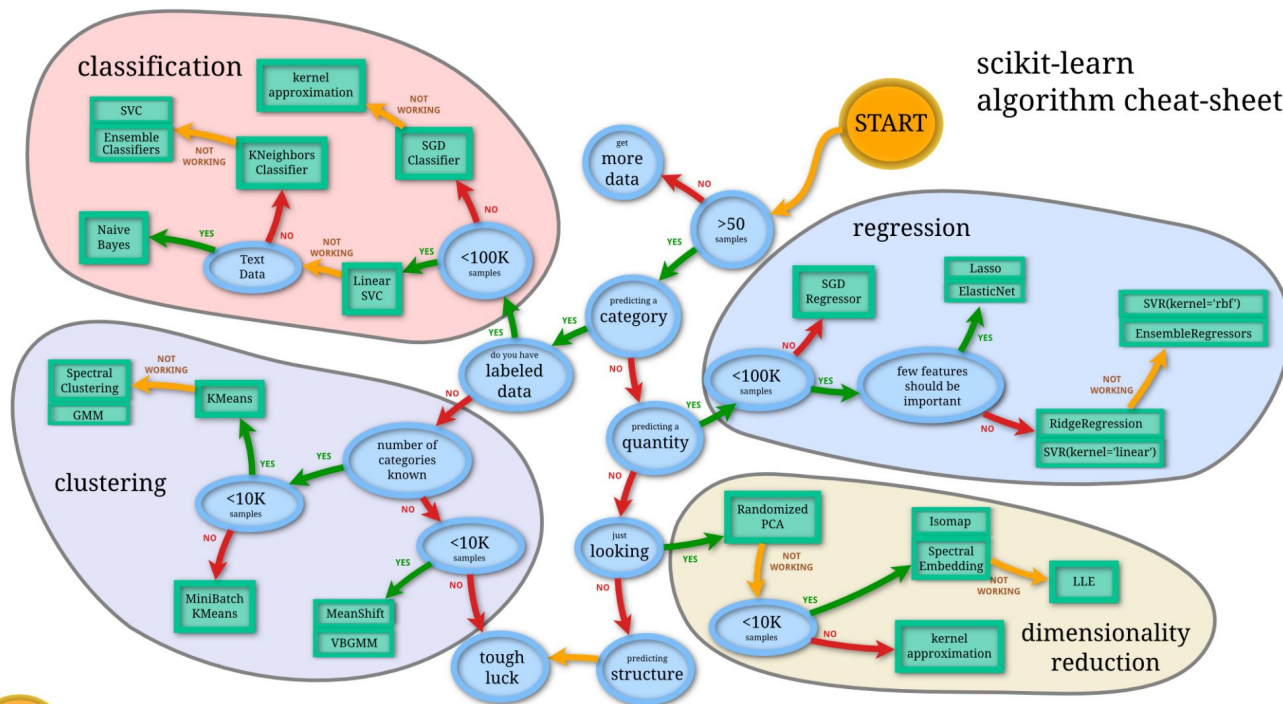 scikit-learn
algorithm cheat-sheet
START
get
more
data
NO
>50
samples
YES
predicting a
category
YES
NO
do you have
labeled
data
YES
NO
predicting a
quantity
YES
NO
just
looking
YES
NO
predicting
structure
tough
luck
classification
kernel
approximation
NOT
WORKING
SVC
Ensemble
Classifiers
NOT
WORKING
KNeighbors
Classifier
SGD
Classifier
NO
<100K
samples
YES
Linear
SVC
NOT
WORKING
Text
Data
NO
YES
Naive
Bayes
clustering
Spectral
Clustering
GMM
NOT
WORKING
KMeans
YES
<10K
samples
NO
MiniBatch
KMeans
number of
categories
known
YES
NO
<10K
samples
YES
NO
MeanShift
VBGMM
regression
<100K
samples
NO
SGD
Regressor
YES
few features
should be
important
YES
Lasso
ElasticNet
NO
RidgeRegression
SVR(kernel='linear')
NOT
WORKING
SVR(kernel='rbf')
EnsembleRegressors
dimensionality
reduction
Randomized
PCA
NOT
WORKING
<10K
samples
YES
Isomap
Spectral
Embedding
NOT
WORKING
LLE
NO
kernel
approximation